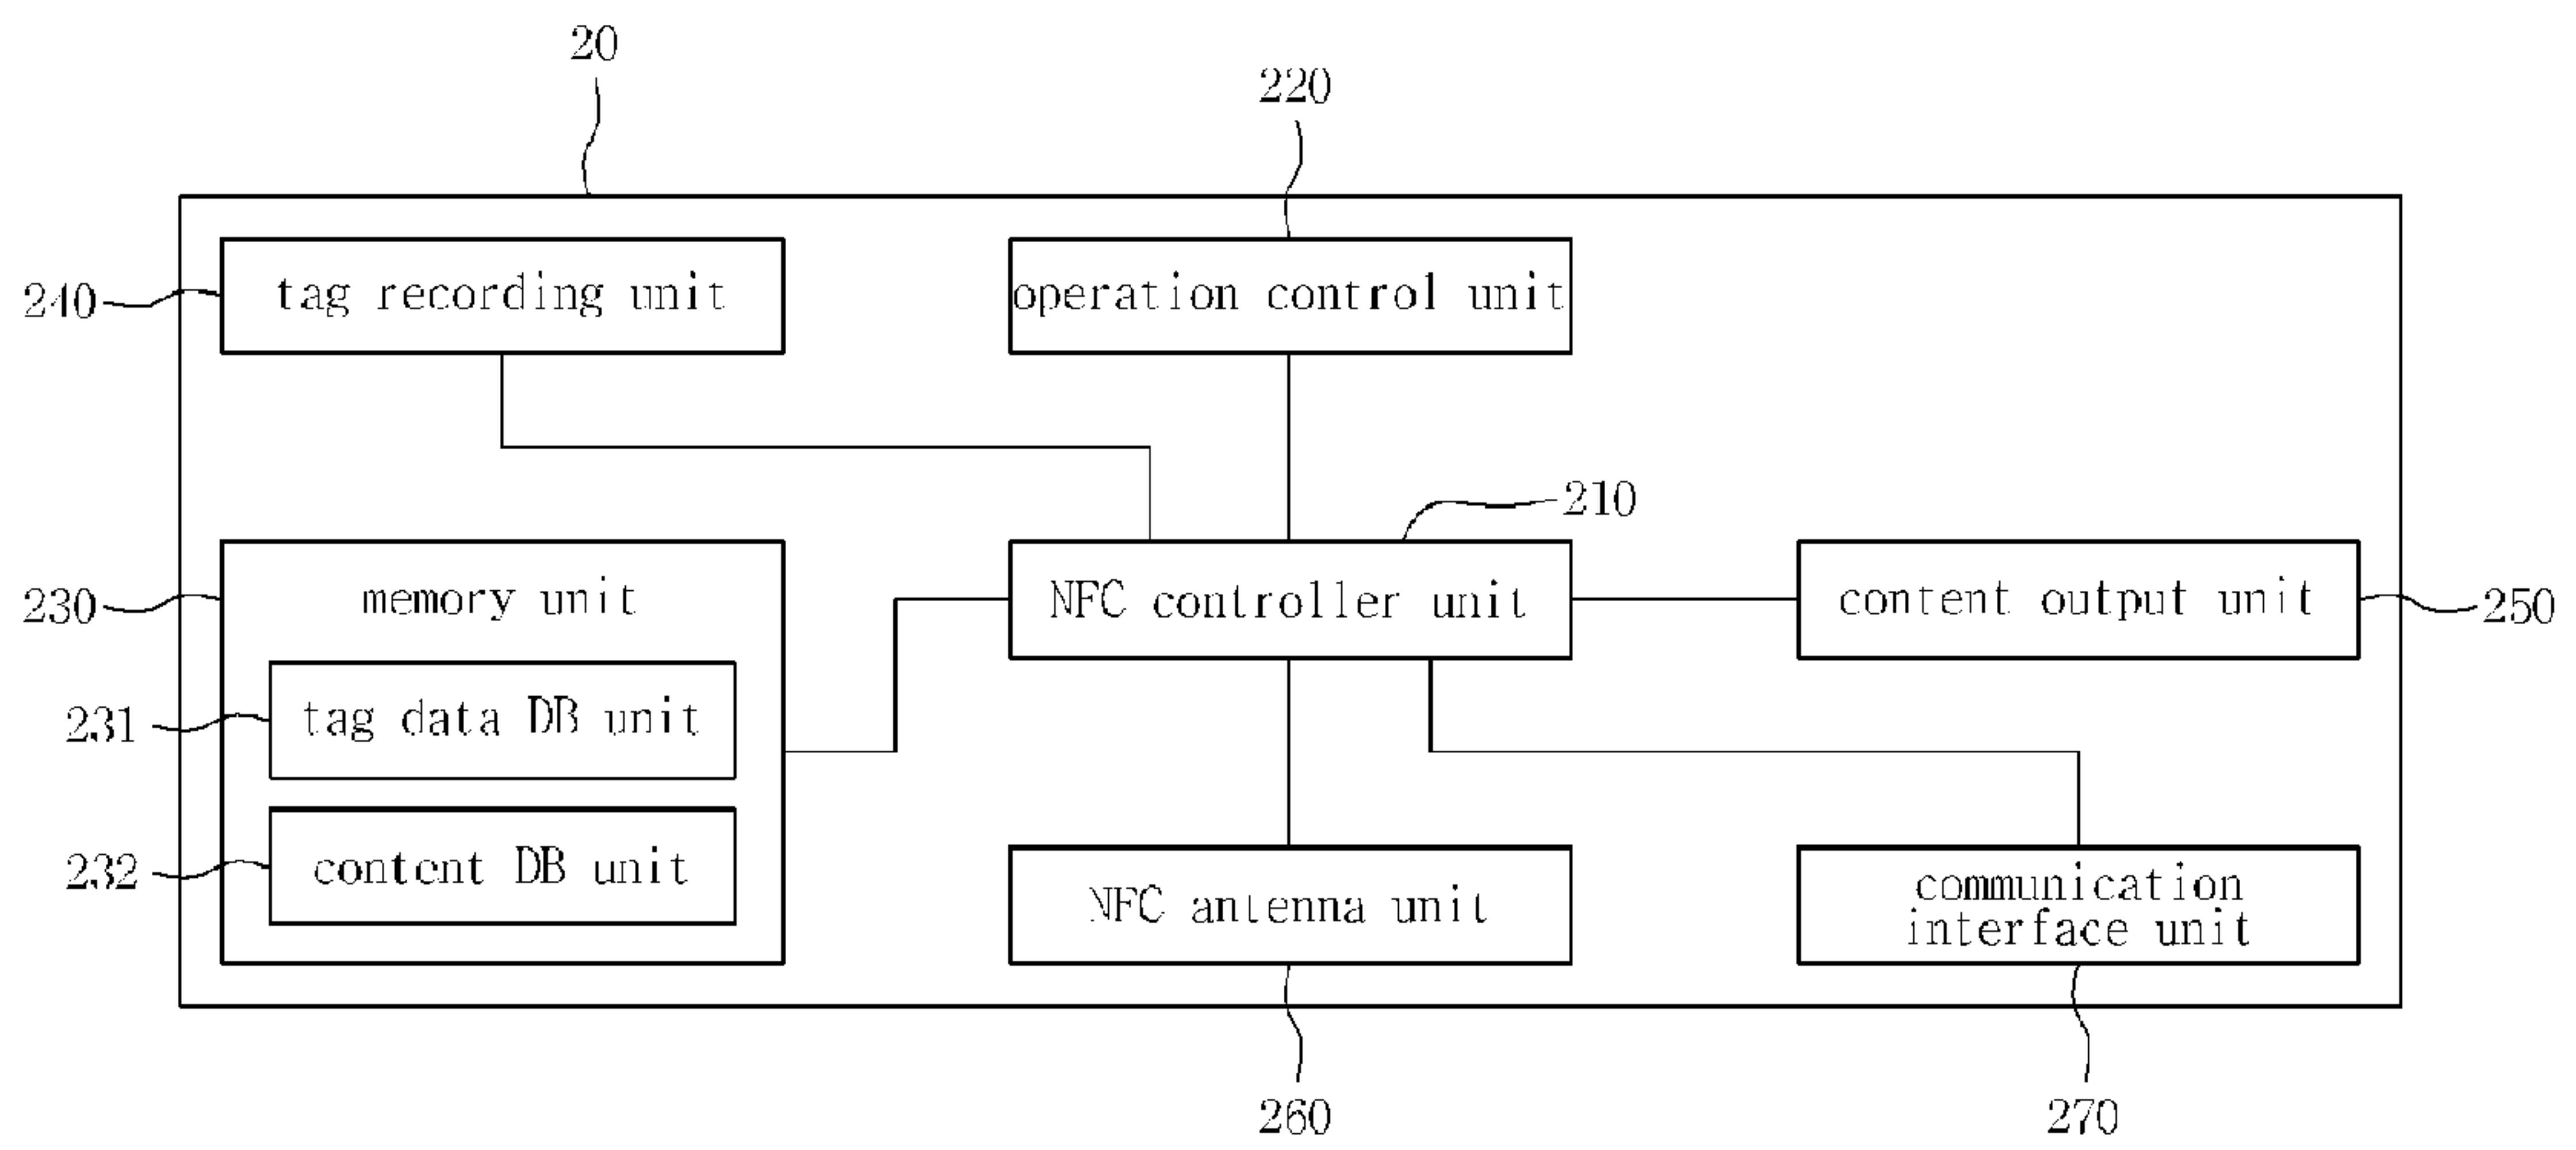 20
220
240
tag recording unit
operation control unit
210
230
memory unit
NFC controller unit
content output unit
250
231
tag data DB unit
232
content DB unit
NFC antenna unit
communication
interface unit
260
270